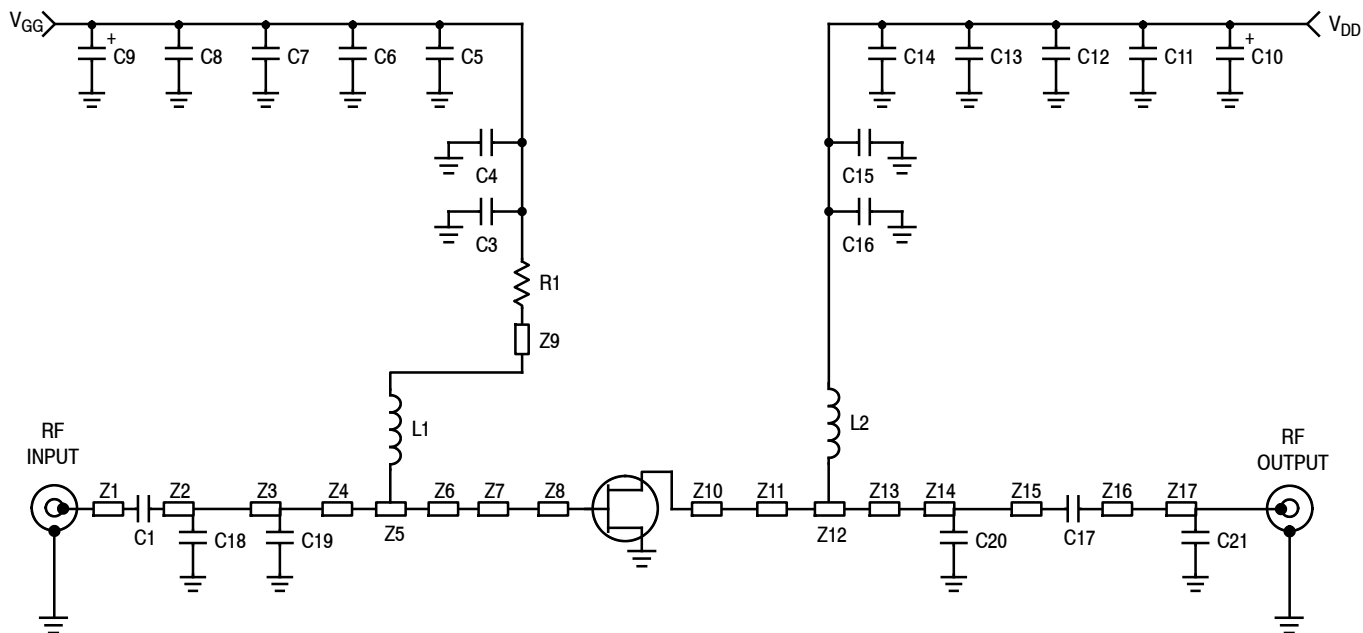 VGG
+
C9
C8
C7
C6
C5
C14
C13
C12
C11
+
C10
VDD
C4
C15
C3
C16
R1
Z9
L1
L2
RF
INPUT
RF
OUTPUT
Z1
Z2
Z3
Z4
Z6
Z7
Z8
Z10
Z11
Z13
Z14
Z15
Z16
Z17
C1
C18
C19
Z5
Z12
C20
C17
C21